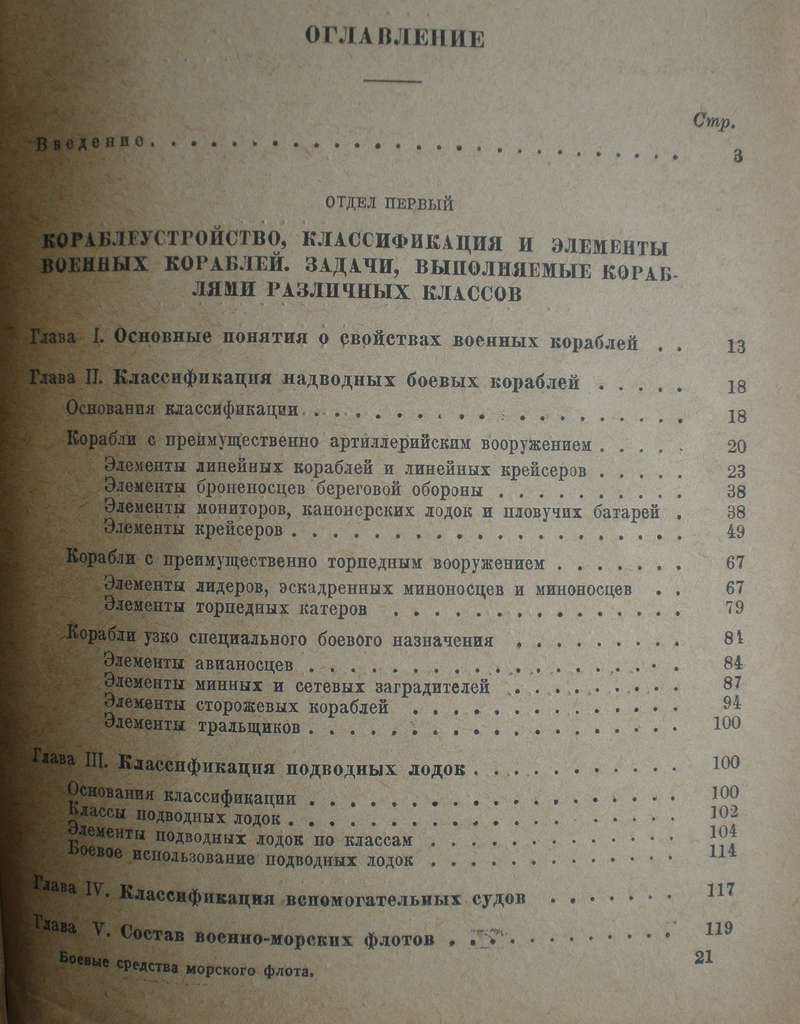 ОГЛАВЛЕНИЕ
Стр.
Введение. . . . . . . . . . . . . . . . . . . . . . . . . . 3
ОТДЕЛ ПЕРВЫЙ
КОРАБЛЕУСТРОЙСТВО, КЛАССИФИКАЦИЯ И ЭЛЕМЕНТЫ
ВОЕННЫХ КОРАБЛЕЙ. ЗАДАЧИ, ВЫПОЛНЯЕМЫЕ КОРАБ-
ЛЯМИ РАЗЛИЧНЫХ КЛАССОВ
Глава I. Основные понятия о свойствах военных кораблей . . 13
Глава II. Классификация надводных боевых кораблей . . . . . 18
Основания классификации . . . . . . . . . . . . . . . . . . 18
Корабли с преимущественно артиллерийским вооружением . . . . . 20
Элементы линейных кораблей и линейных крейсеров . . . . . 23
Элементы броненосцев береговой обороны . . . . . . . . . . 38
Элементы мониторов, канонерских лодок и пловучих батарей . 38
Элементы крейсеров . . . . . . . . . . . . . . . . . . 49
Корабли с преимущественно торпедным вооружением . . . . . . . 67
Элементы лидеров, эскадренных миноносцев и миноносцев . . 67
Элементы торпедных катеров . . . . . . . . . . . . . . 79
Корабли узко специального боевого назначения . . . . . . . . . 84
Элементы авианосцев . . . . . . . . . . . . . . . . . . 84
Элементы минных и сетевых заградителей . . . . . . . . . 87
Элементы сторожевых кораблей . . . . . . . . . . . . . 94
Элементы тральщиков . . . . . . . . . . . . . . . . . . 100
Глава III. Классификация подводных лодок . . . . . . . . . . . 100
Основания классификации . . . . . . . . . . . . . . . . . . 100
Классы подводных лодок . . . . . . . . . . . . . . . . . . 102
Элементы подводных лодок по классам . . . . . . . . . . . . 104
Боевое использование подводных лодок . . . . . . . . . . . . 114
Глава IV. Классификация вспомогательных судов . . . . . . . 117
Глава V. Состав военно-морских флотов . . . . . . . . . . . . 119
Боевые средства морского флота. 21